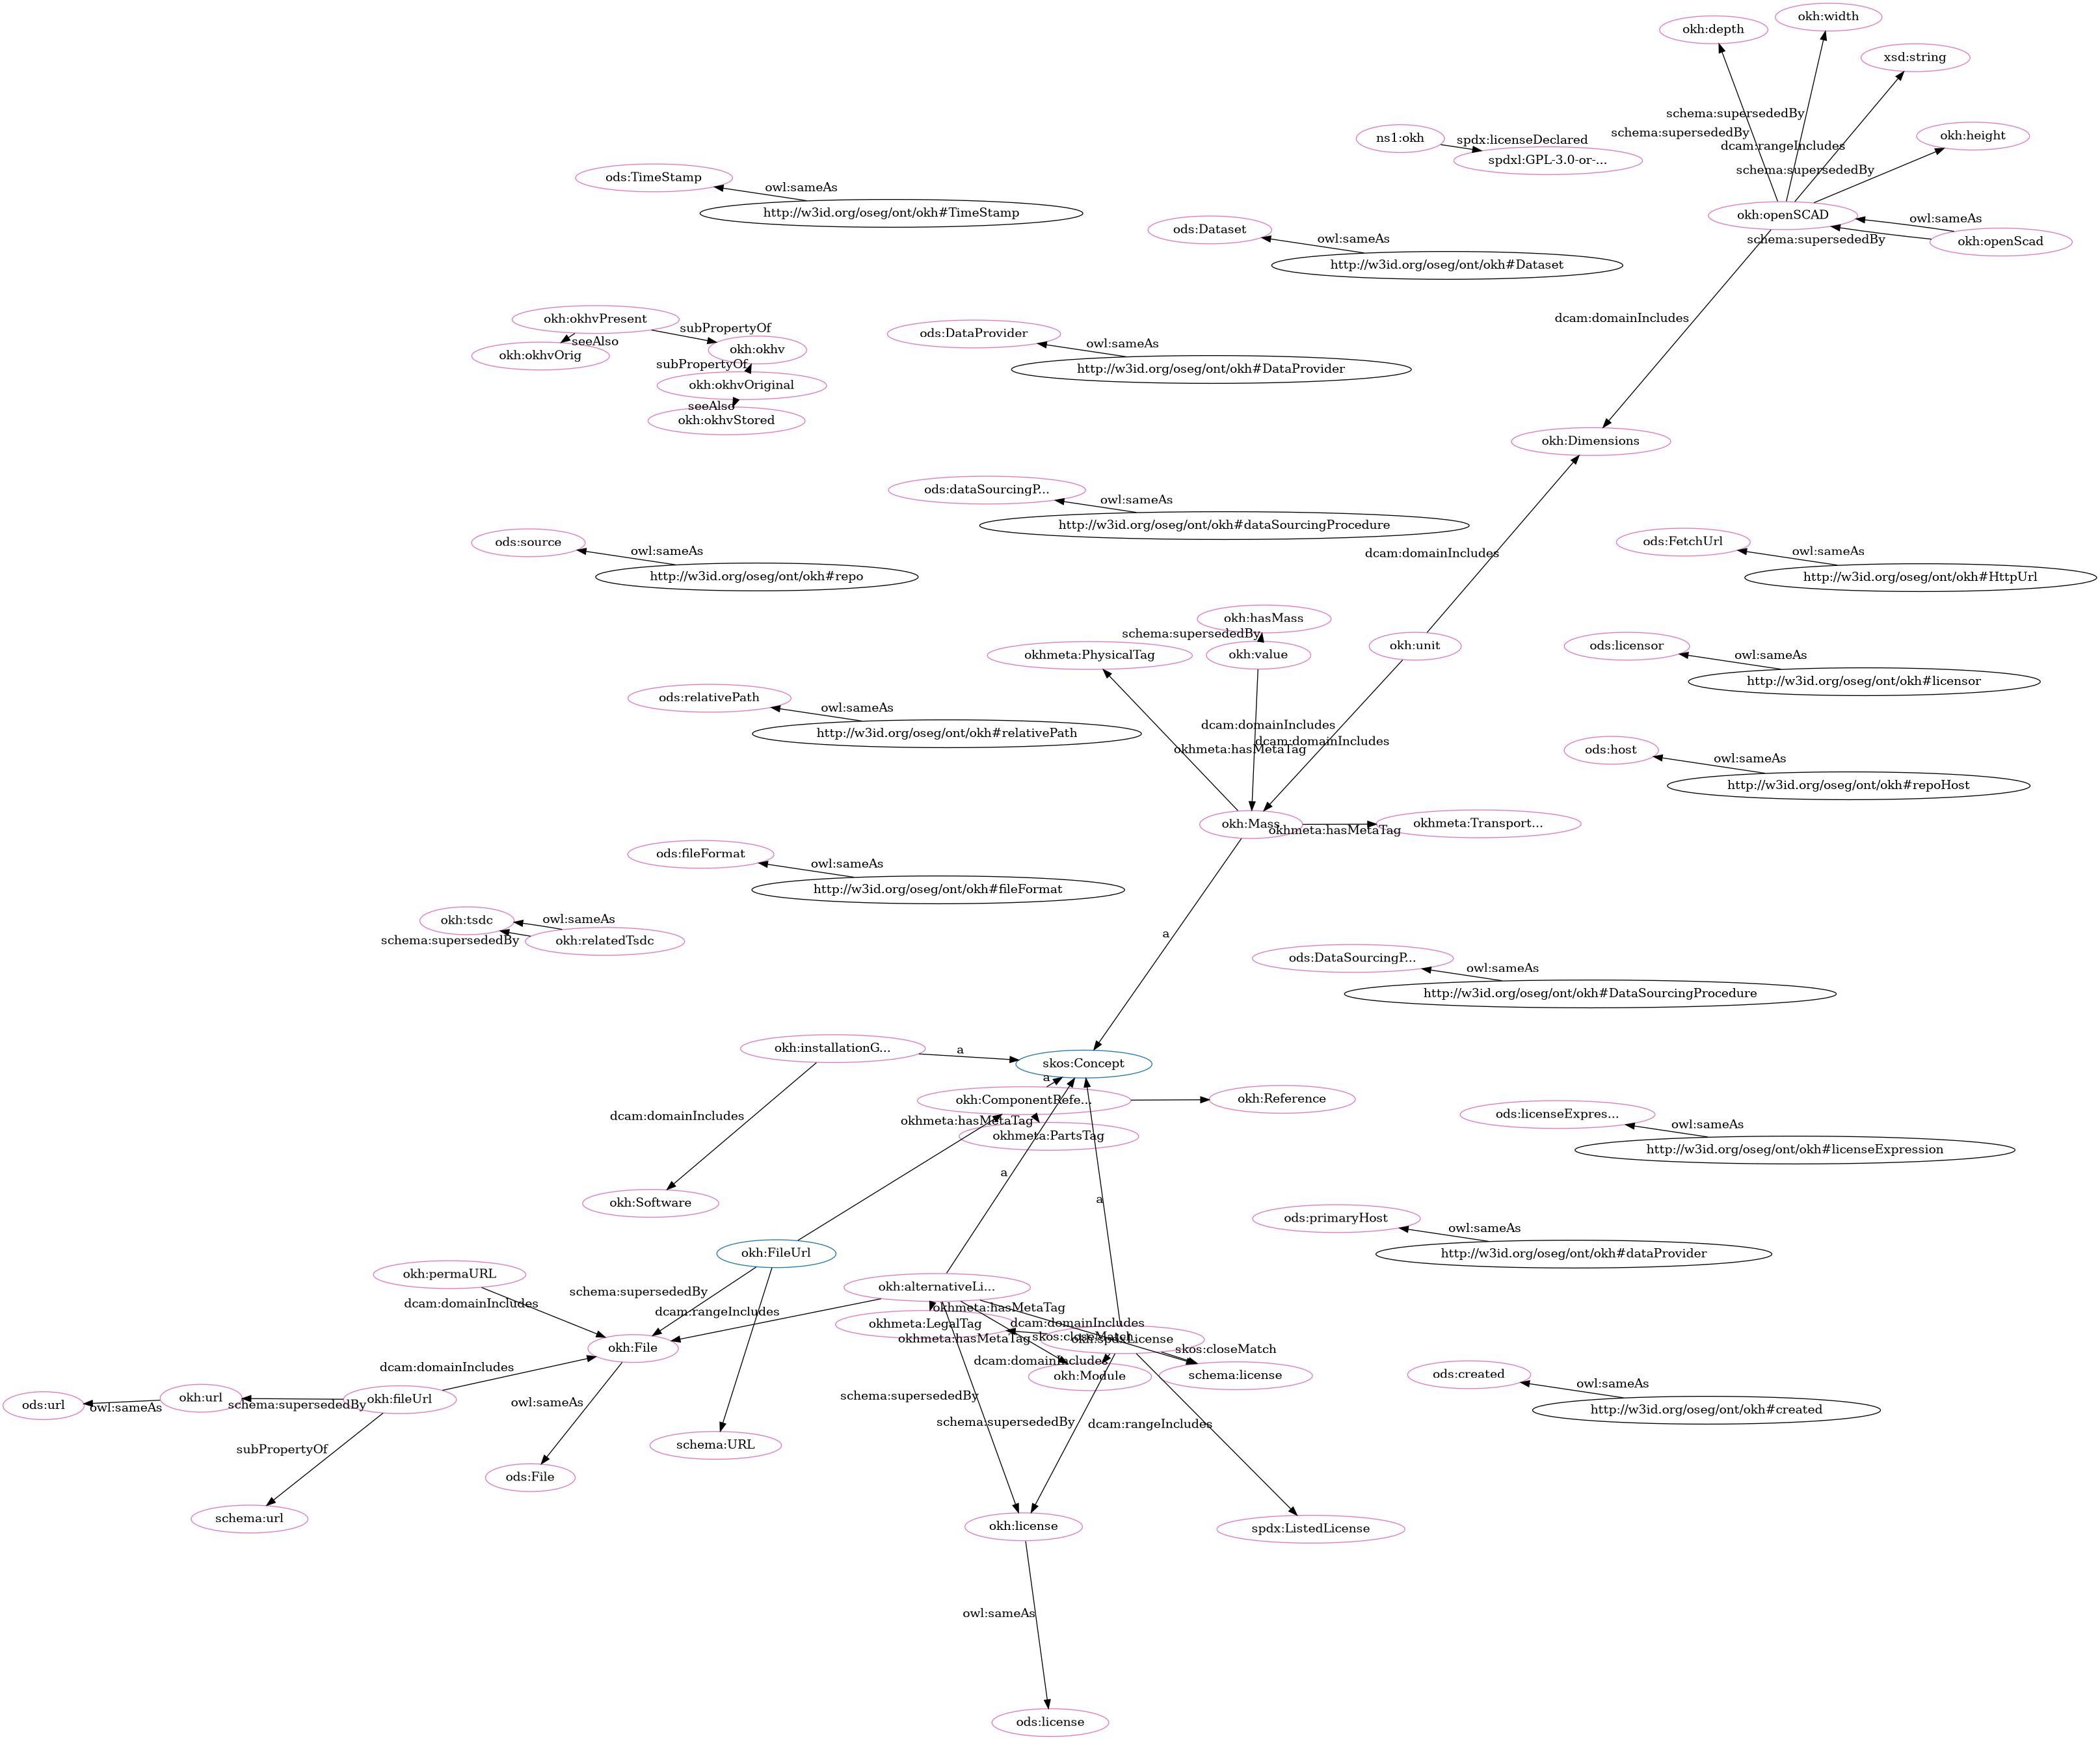 okh:width
okh:depth
xsd:string
schema:supersededBy
schema:supersededBy
dcam:rangeIncludes
schema:supersededBy
okh:height
ns1:okh
spdx:licenseDeclared
spdxl:GPL-3.0-or-...
ods:TimeStamp
owl:sameAs
http://w3id.org/oseg/ont/okh#TimeStamp
okh:openSCAD
owl:sameAs
schema:supersededBy
okh:openScad
ods:Dataset
owl:sameAs
http://w3id.org/oseg/ont/okh#Dataset
dcam:domainIncludes
okh:okhvPresent
subPropertyOf
seeAlso
okh:okhvOrig
okh:okhv
subPropertyOf
okh:okhvOriginal
seeAlso
okh:okhvStored
ods:DataProvider
owl:sameAs
http://w3id.org/oseg/ont/okh#DataProvider
okh:Dimensions
ods:dataSourcingP...
owl:sameAs
http://w3id.org/oseg/ont/okh#dataSourcingProcedure
ods:source
owl:sameAs
http://w3id.org/oseg/ont/okh#repo
dcam:domainIncludes
ods:FetchUrl
owl:sameAs
http://w3id.org/oseg/ont/okh#HttpUrl
okh:hasMass
schema:supersededBy
okhmeta:PhysicalTag
okh:value
okh:unit
ods:licensor
owl:sameAs
http://w3id.org/oseg/ont/okh#licensor
ods:relativePath
owl:sameAs
http://w3id.org/oseg/ont/okh#relativePath
dcam:domainIncludes
dcam:domainIncludes
okhmeta:hasMetaTag
ods:host
owl:sameAs
http://w3id.org/oseg/ont/okh#repoHost
okh:Mass
okhmeta:hasMetaTag
okhmeta:Transport...
ods:fileFormat
owl:sameAs
http://w3id.org/oseg/ont/okh#fileFormat
okh:tsdc
owl:sameAs
schema:supersededBy
okh:relatedTsdc
a
ods:DataSourcingP...
owl:sameAs
http://w3id.org/oseg/ont/okh#DataSourcingProcedure
okh:installationG...
a
skos:Concept
a
okh:ComponentRefe...
okh:Reference
okhmeta:hasMetaTag
okhmeta:PartsTag
dcam:domainIncludes
ods:licenseExpres...
owl:sameAs
http://w3id.org/oseg/ont/okh#licenseExpression
a
a
okh:Software
ods:primaryHost
owl:sameAs
http://w3id.org/oseg/ont/okh#dataProvider
okh:FileUrl
okh:permaURL
schema:supersededBy
dcam:domainIncludes
dcam:rangeIncludes
okh:alternativeLi...
okhmeta:hasMetaTag
okhmeta:LegalTag
dcam:domainIncludes
okhmeta:hasMetaTag
skos:closeMatch
okh:spdxLicense
skos:closeMatch
okh:File
dcam:domainIncludes
dcam:domainIncludes
okh:Module
schema:license
ods:created
owl:sameAs
http://w3id.org/oseg/ont/okh#created
ods:url
owl:sameAs
okh:url
schema:supersededBy
okh:fileUrl
owl:sameAs
schema:supersededBy
schema:supersededBy
dcam:rangeIncludes
subPropertyOf
schema:URL
ods:File
schema:url
okh:license
spdx:ListedLicense
owl:sameAs
ods:license